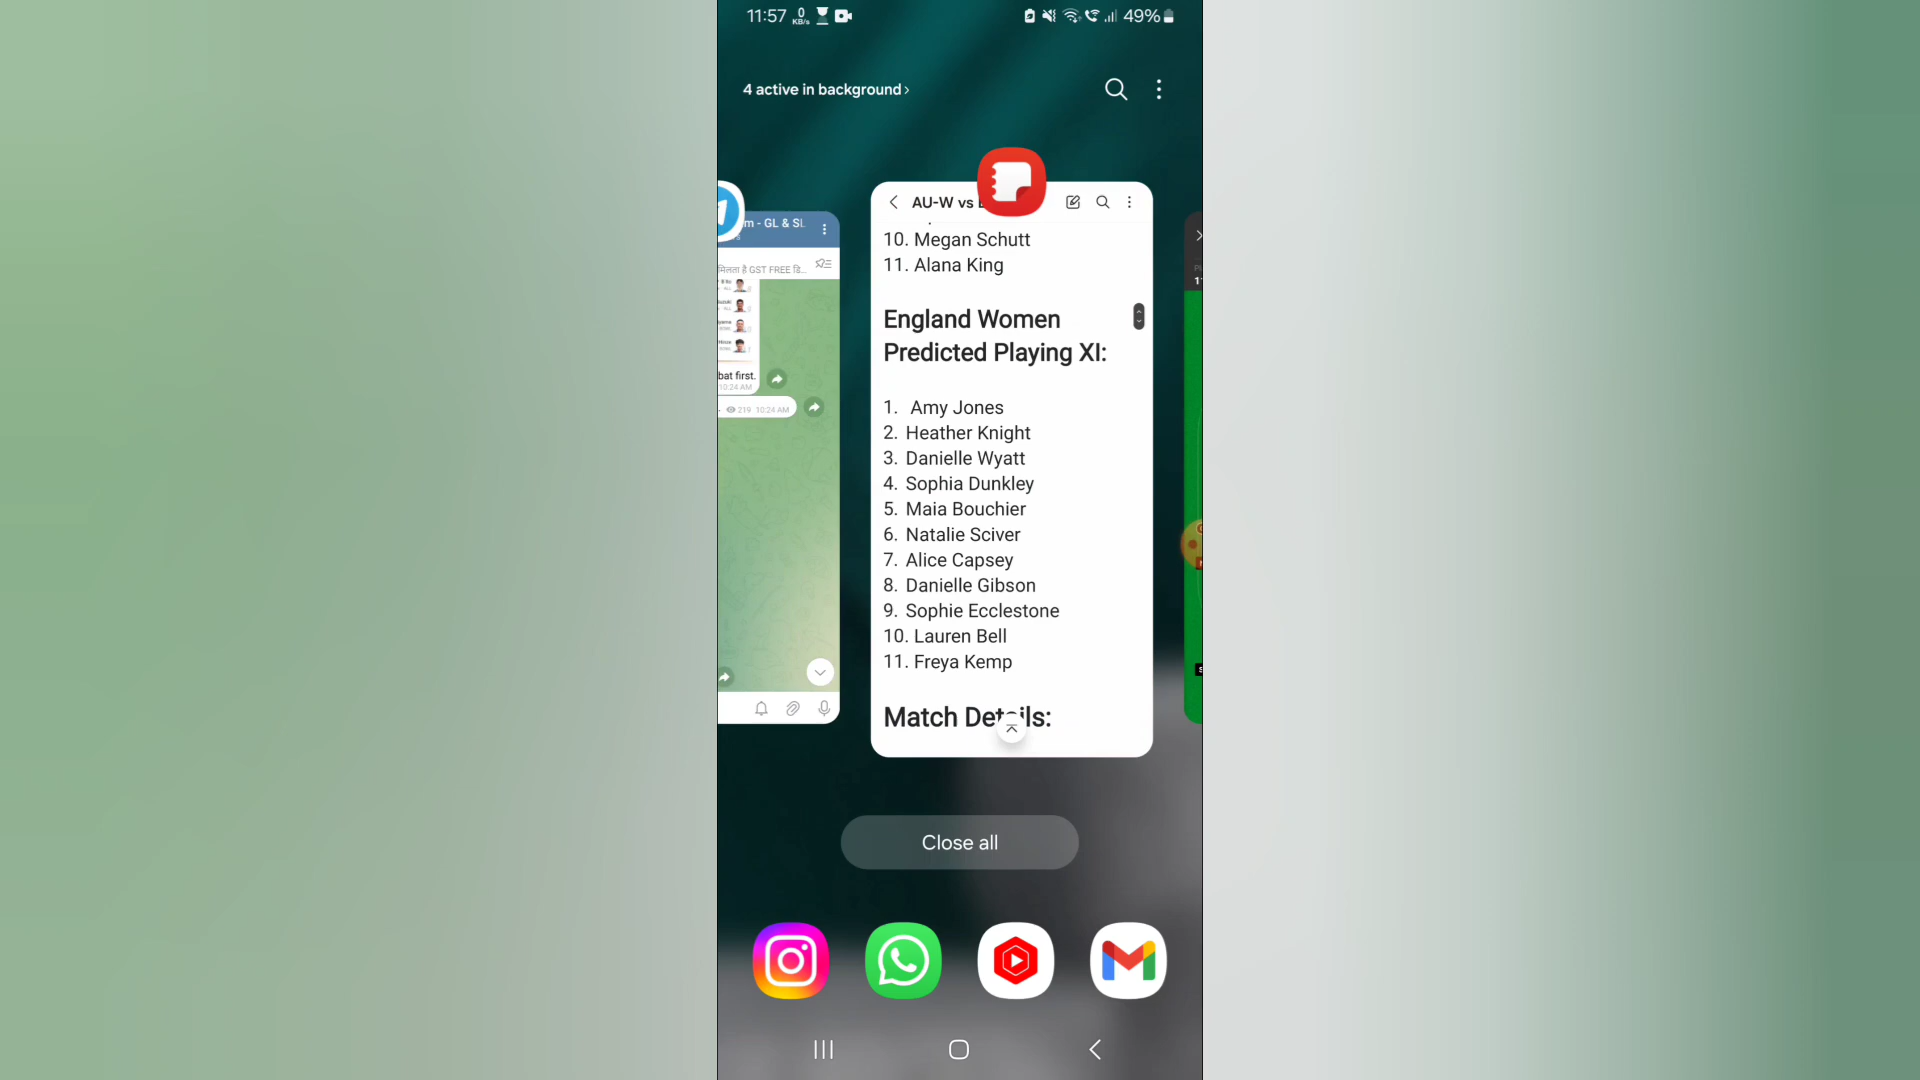 11:57 0 KB/s 49%
4 active in background ›
m - GL & SL
AU-W vs
मिलता है GST FREE डि...
10. Megan Schutt
11. Alana King
England Women
Predicted Playing XI:
bat first.
10:24 AM
219 10:24 AM
1. Amy Jones
2. Heather Knight
3. Danielle Wyatt
4. Sophia Dunkley
5. Maia Bouchier
6. Natalie Sciver
7. Alice Capsey
8. Danielle Gibson
9. Sophie Ecclestone
10. Lauren Bell
11. Freya Kemp
Match Details:
Close all